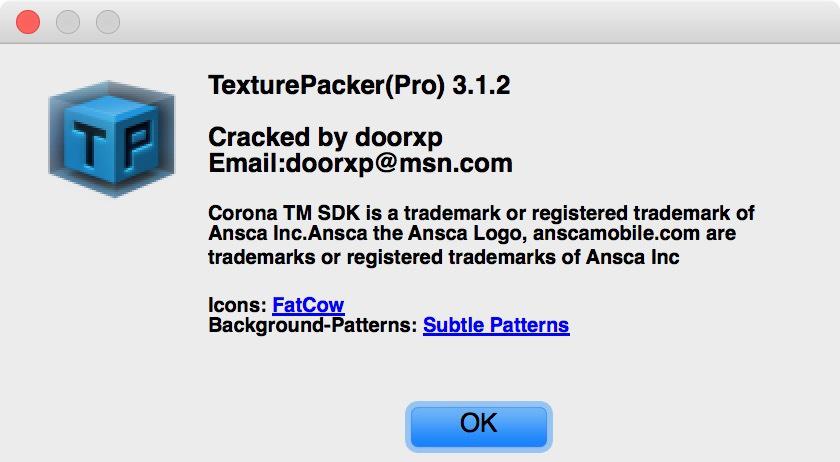 TexturePacker(Pro) 3.1.2
Cracked by doorxp
Email:doorxp@msn.com
Corona TM SDK is a trademark or registered trademark of
Ansca Inc.Ansca the Ansca Logo, anscamobile.com are
trademarks or registered trademarks of Ansca Inc
Icons: FatCow
Background-Patterns: Subtle Patterns
TP
OK